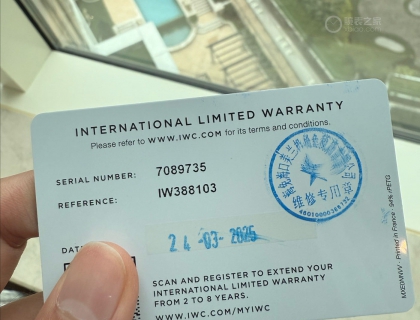 INTERNATIONAL LIMITED WARRANTY
Please refer to WWW.IWC.COM for its terms and conditions.
SERIAL NUMBER: 7089735
REFERENCE: IW388103
24-03-2025
SCAN AND REGISTER TO EXTEND YOUR
INTERNATIONAL LIMITED WARRANTY
FROM 2 TO 8 YEARS.
WWW.IWC.COM/MYIWC
维修专用章
Printed in France - 94% rPETG